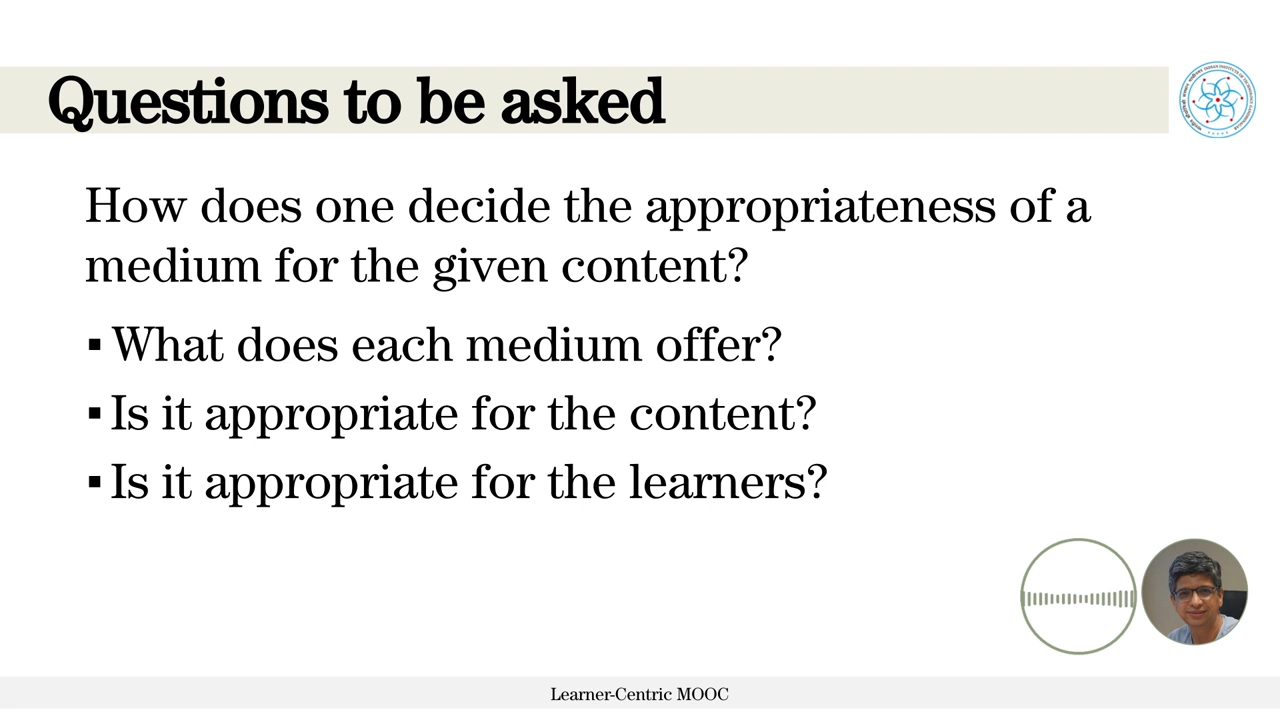 Questions to be asked
How does one decide the appropriateness of a
medium for the given content?
▪ What does each medium offer?
▪ Is it appropriate for the content?
▪ Is it appropriate for the learners?
Learner-Centric MOOC